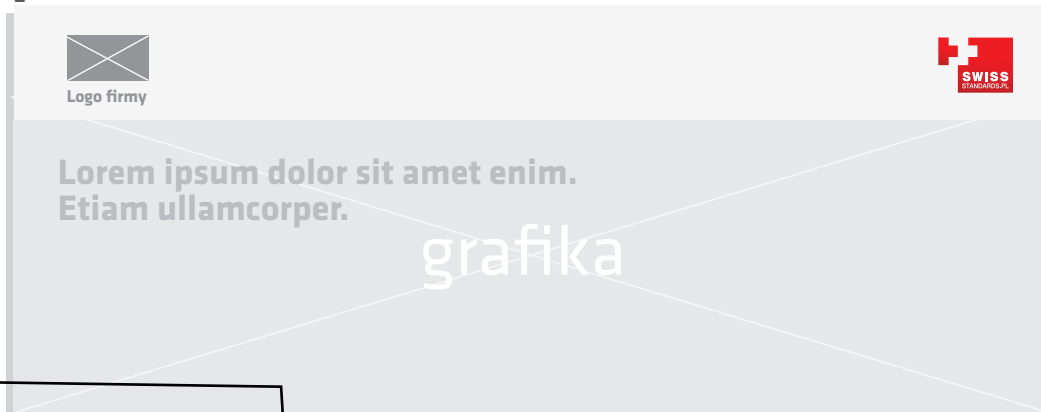 Logo firmy
SWISS
STANDARDS.PL
Lorem ipsum dolor sit amet enim.
Etiam ullamcorper.
grafika